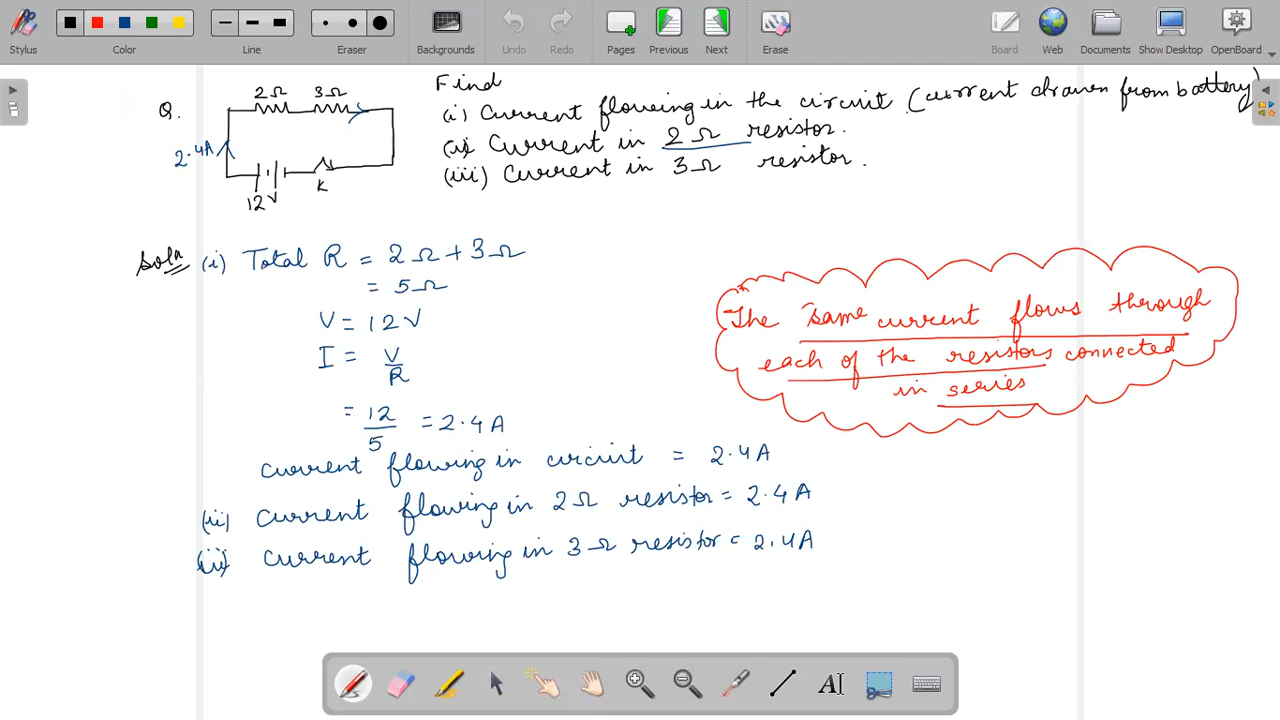 Stylus
Color
Line
Eraser
Backgrounds
Undo
Redo
Pages
Previous
Next
Erase
Board
Web
Documents
Show Desktop
OpenBoard
Q.
2Ω 3Ω
2.4A
12V
K
Find
(i) Current flowing in the circuit (current drawn from battery)
(ii) Current in 2Ω resistor.
(iii) Current in 3Ω resistor.
Soln (i) Total R = 2Ω + 3Ω
= 5Ω
V = 12V
I = V/R
= 12/5 = 2.4A
current flowing in circuit = 2.4A
(ii) Current flowing in 2Ω resistor = 2.4A
(ii) Current flowing in 3Ω resistor = 2.4A
The same current flows through
each of the resistors connected
in series